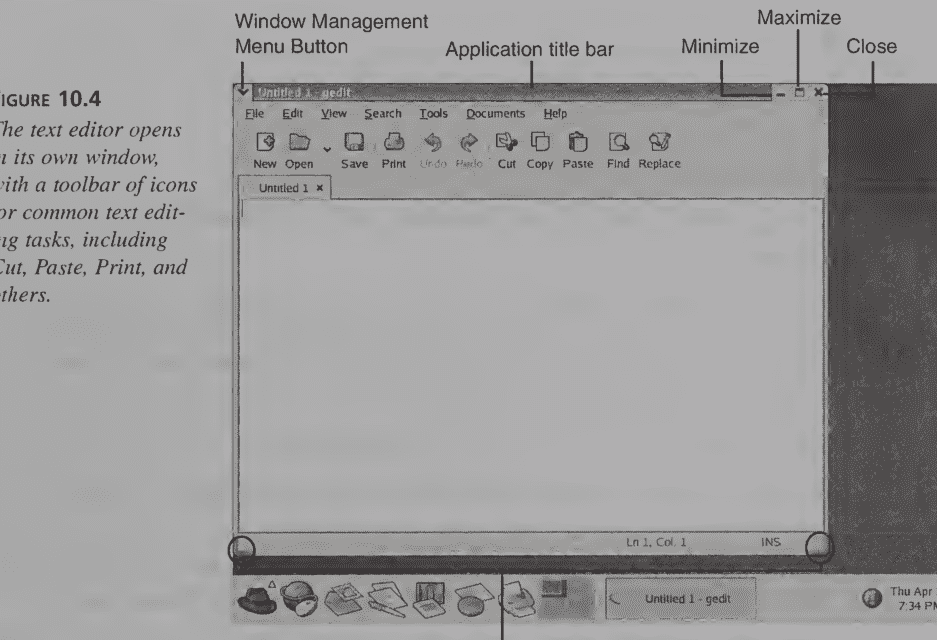 Window Management
Menu Button
Application title bar
Minimize
Maximize
Close
IGURE 10.4
he text editor opens
n its own window,
ith a toolbar of icons
or common text edit-
ng tasks, including
Cut, Paste, Print, and
thers.
Untitled 1 - gedit
File Edit View Search Tools Documents Help
New Open Save Print Undo Redo Cut Copy Paste Find Replace
Untitled 1 ×
Ln 1, Col. 1 INS
Untitled 1 - gedit
Thu Apr
7:34 PM